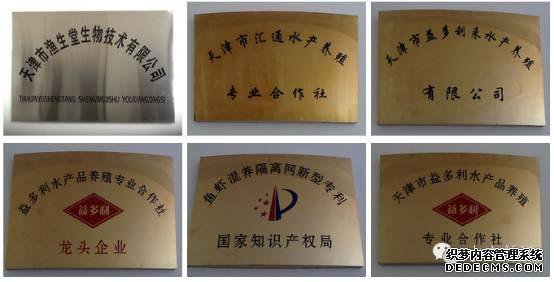 天津市渔生堂生物技术有限公司
TIANJINYUSHENGTANG SHENGWUJISHU YOUXIANGONGSI
天津市汇通水产养殖
专业合作社
天津市益多利来水产养殖
有限公司
益多利水产品养殖专业合作社
益多利
龙头企业
鱼虾混养隔离网新型专利
国家知识产权局
天津市益多利水产品养殖
益多利
专业合作社
织梦内容管理系统
DEDECMS.COM